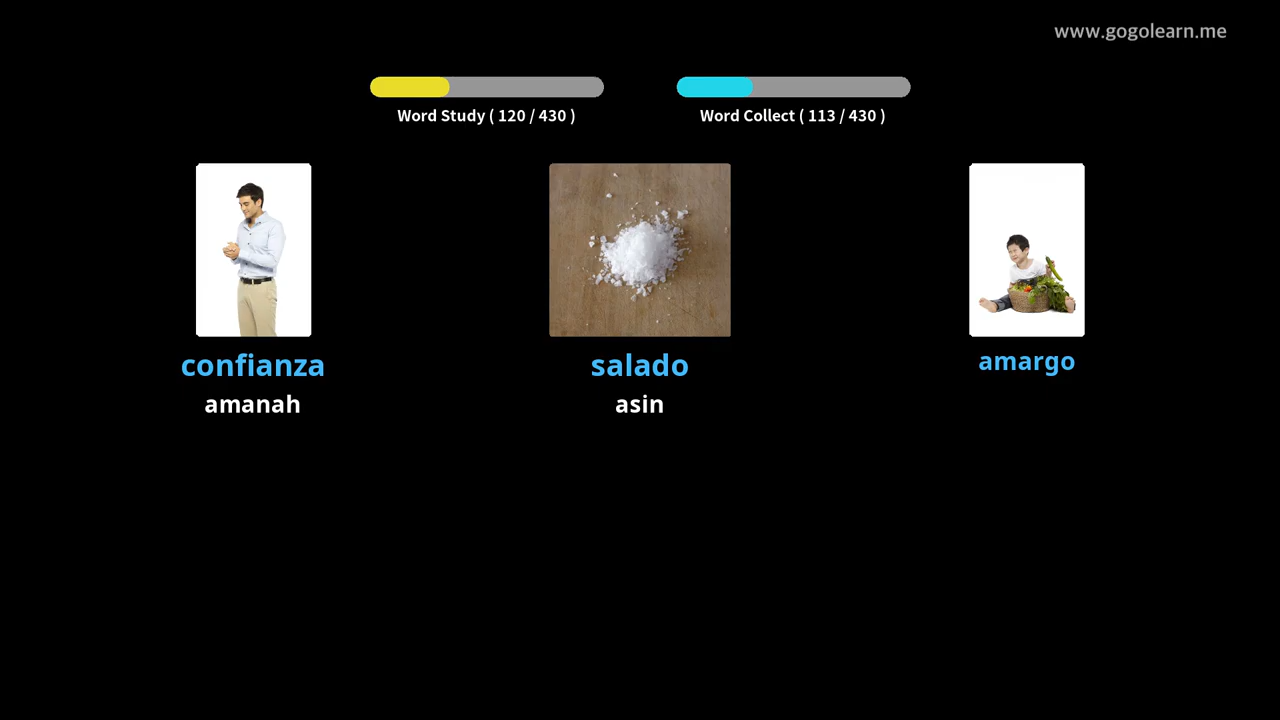 www.gogolearn.me
Word Study ( 120 / 430 )
Word Collect ( 113 / 430 )
confianza
amanah
salado
asin
amargo